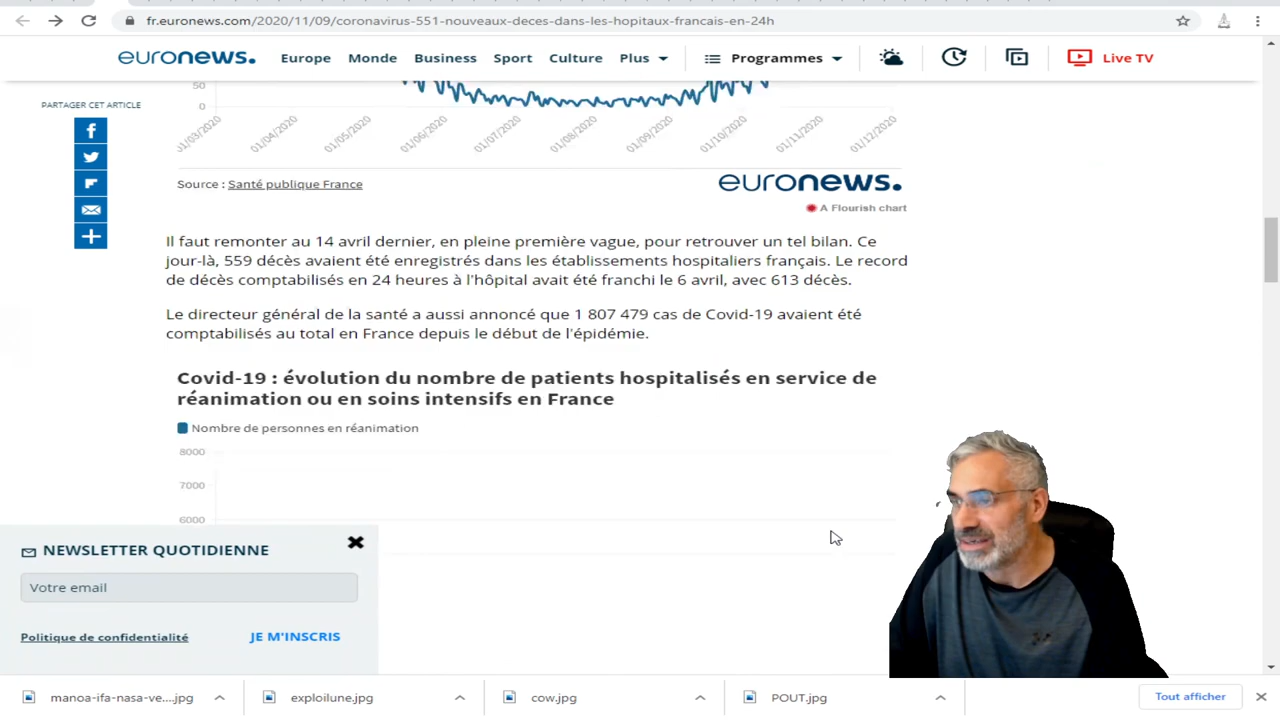 fr.euronews.com/2020/11/09/coronavirus-551-nouveaux-deces-dans-les-hopitaux-francais-en-24h
euronews. Europe Monde Business Sport Culture Plus Programmes Live TV
PARTAGER CET ARTICLE
50
0
01/03/2020 01/04/2020 01/05/2020 01/06/2020 01/07/2020 01/08/2020 01/09/2020 01/10/2020 01/11/2020 01/12/2020
Source : Santé publique France
euronews.
A Flourish chart
Il faut remonter au 14 avril dernier, en pleine première vague, pour retrouver un tel bilan. Ce
jour-là, 559 décès avaient été enregistrés dans les établissements hospitaliers français. Le record
de décès comptabilisés en 24 heures à l'hôpital avait été franchi le 6 avril, avec 613 décès.
Le directeur général de la santé a aussi annoncé que 1 807 479 cas de Covid-19 avaient été
comptabilisés au total en France depuis le début de l'épidémie.
Covid-19 : évolution du nombre de patients hospitalisés en service de
réanimation ou en soins intensifs en France
Nombre de personnes en réanimation
8000
7000
6000
NEWSLETTER QUOTIDIENNE
Votre email
Politique de confidentialité JE M'INSCRIS
manoa-ifa-nasa-ve....jpg exploilune.jpg cow.jpg POUT.jpg Tout afficher